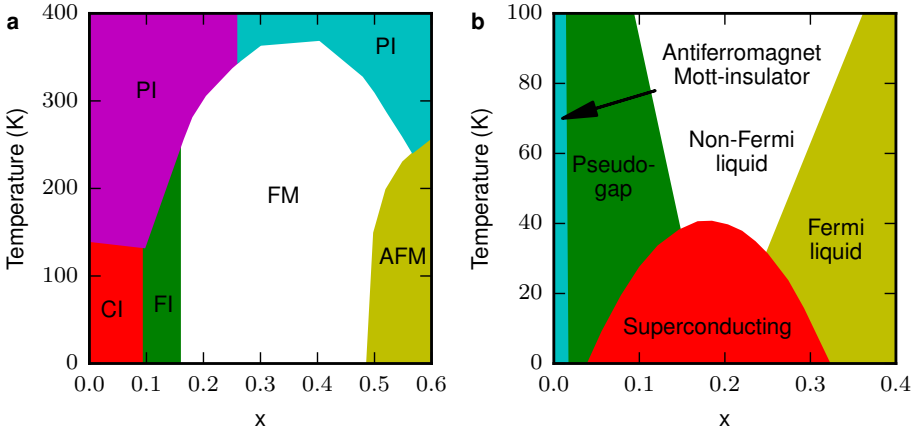 a
400
300
200
100
0
Temperature (K)
PI
PI
FM
AFM
CI
FI
0.0 0.1 0.2 0.3 0.4 0.5 0.6
x
b
100
80
60
40
20
0
Temperature (K)
Antiferromagnet
Mott-insulator
Non-Fermi
liquid
Pseudo-
gap
Fermi
liquid
Superconducting
0.0 0.1 0.2 0.3 0.4
x